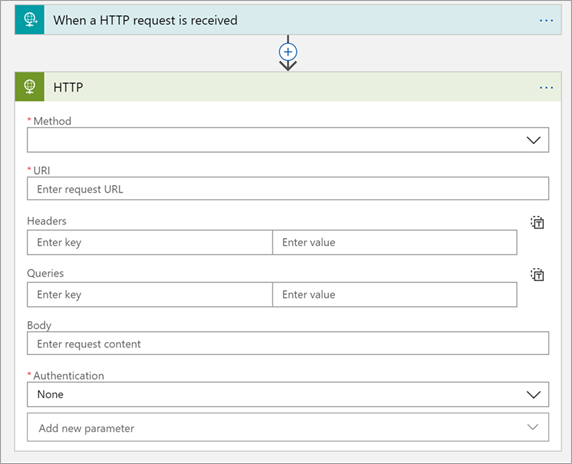 When a HTTP request is received
HTTP
* Method
* URI
Enter request URL
Headers
Enter key Enter value
Queries
Enter key Enter value
Body
Enter request content
* Authentication
None
Add new parameter